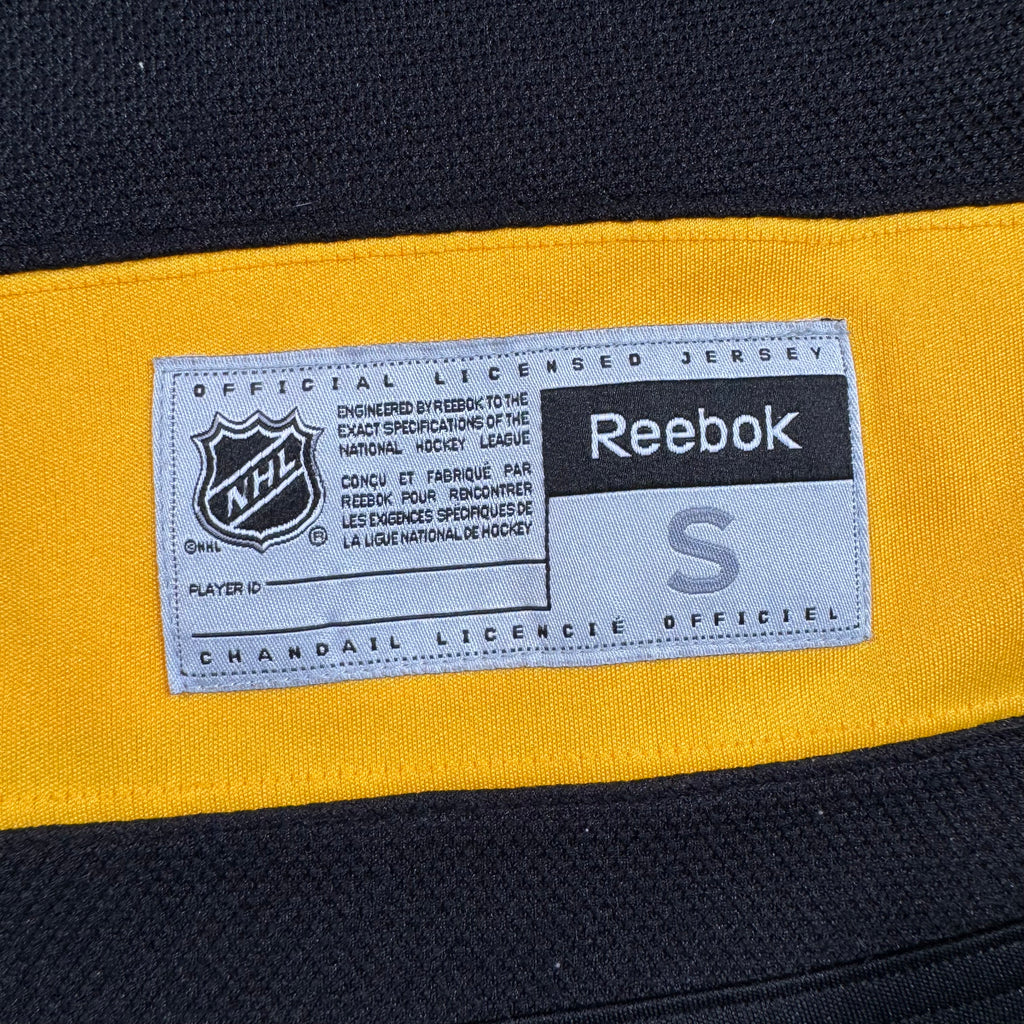 OFFICIAL LICENSED JERSEY
NHL
©NHL
®
ENGINEERED BY REEBOK TO THE
EXACT SPECIFICATIONS OF THE
NATIONAL HOCKEY LEAGUE
CONÇU ET FABRIQUÉ PAR
REEBOK POUR RENCONTRER
LES EXIGENCES SPÉCIFIQUES DE
LA LIGUE NATIONAL DE HOCKEY
PLAYER ID
Reebok
S
CHANDAIL LICENCIÉ OFFICIEL